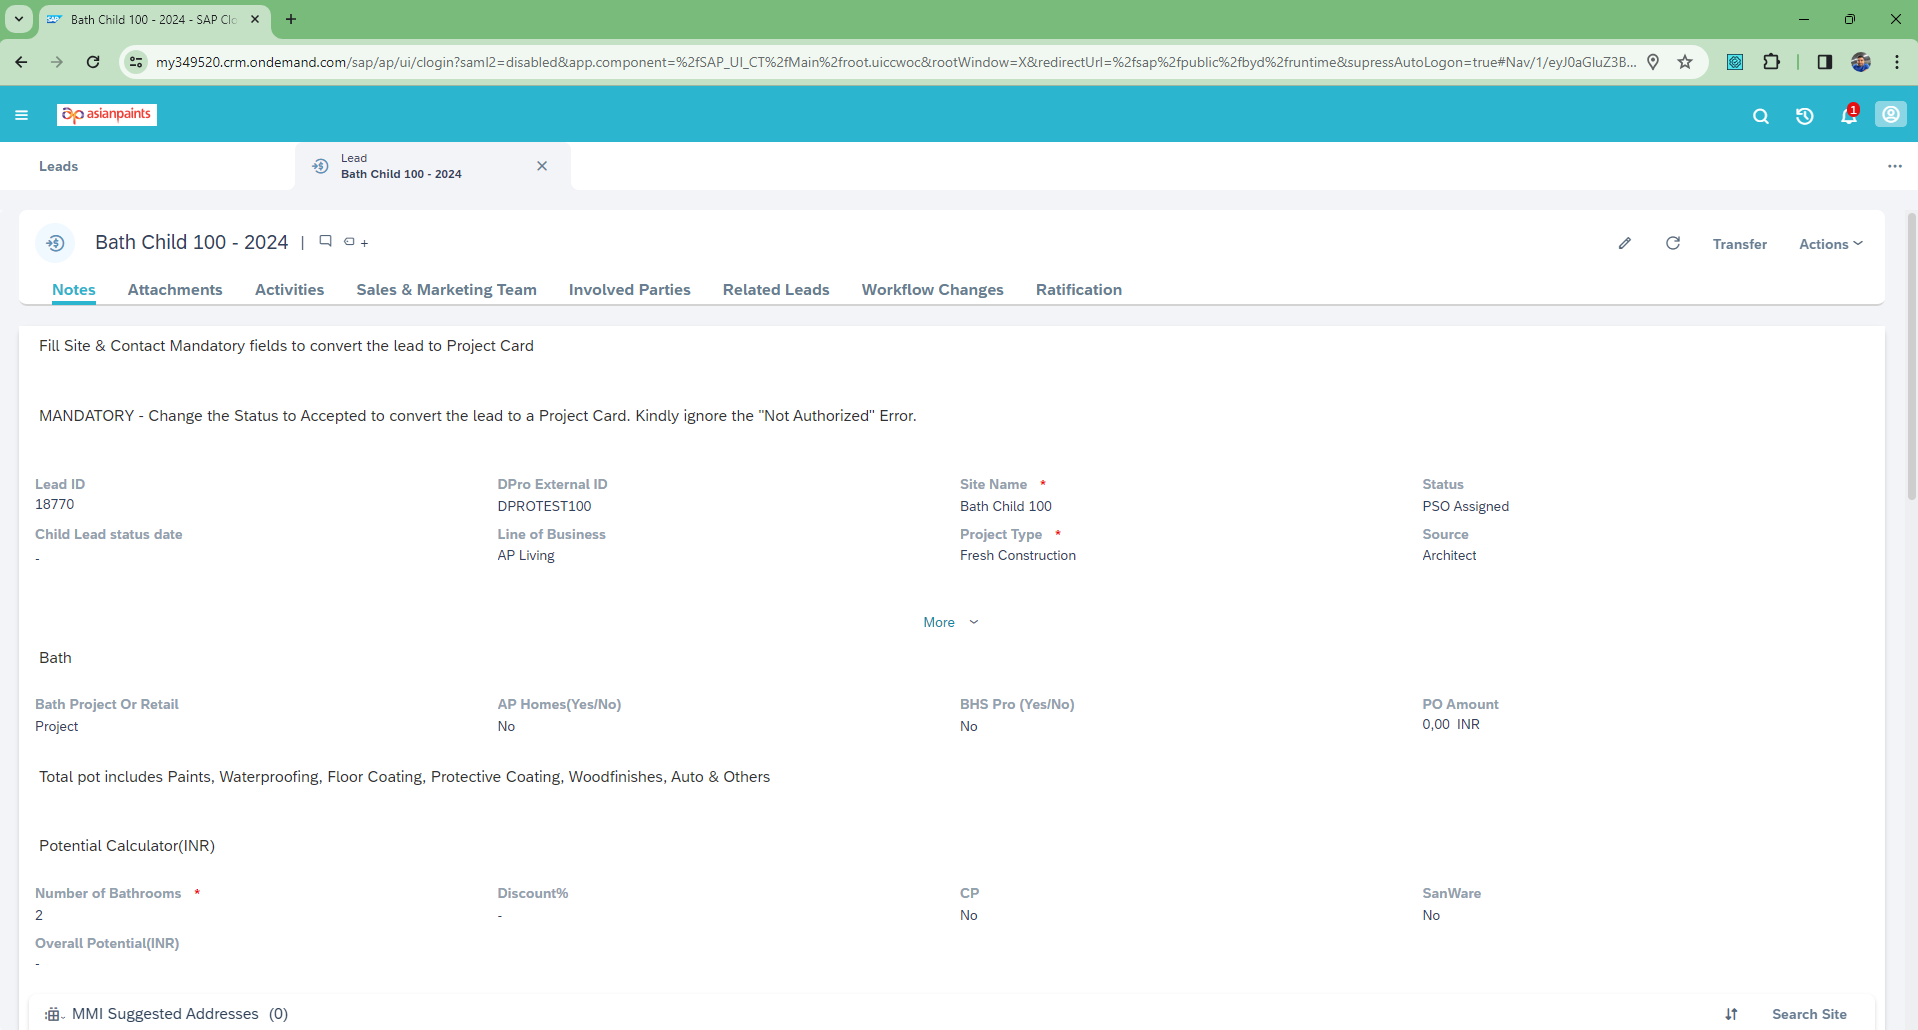 Bath Child 100 - 2024 - SAP Clo
my349520.crm.ondemand.com/sap/ap/ui/clogin?saml2=disabled&app.component=%2fSAP_UI_CT%2fMain%2froot.uiccwoc&rootWindow=X&redirectUrl=%2fsap%2fpublic%2fbyd%2fruntime&supressAutoLogon=true#Nav/1/eyJ0aGluZ3B...
ap asianpaints
1
Leads
Lead
Bath Child 100 - 2024
Bath Child 100 - 2024 | +
Transfer Actions
Notes Attachments Activities Sales & Marketing Team Involved Parties Related Leads Workflow Changes Ratification
Fill Site & Contact Mandatory fields to convert the lead to Project Card
MANDATORY - Change the Status to Accepted to convert the lead to a Project Card. Kindly ignore the "Not Authorized" Error.
Lead ID DPro External ID Site Name * Status
18770 DPROTEST100 Bath Child 100 PSO Assigned
Child Lead status date Line of Business Project Type * Source
- AP Living Fresh Construction Architect
More
Bath
Bath Project Or Retail AP Homes(Yes/No) BHS Pro (Yes/No) PO Amount
Project No No 0,00 INR
Total pot includes Paints, Waterproofing, Floor Coating, Protective Coating, Woodfinishes, Auto & Others
Potential Calculator(INR)
Number of Bathrooms * Discount% CP SanWare
2 - No No
Overall Potential(INR)
-
MMI Suggested Addresses (0) Search Site